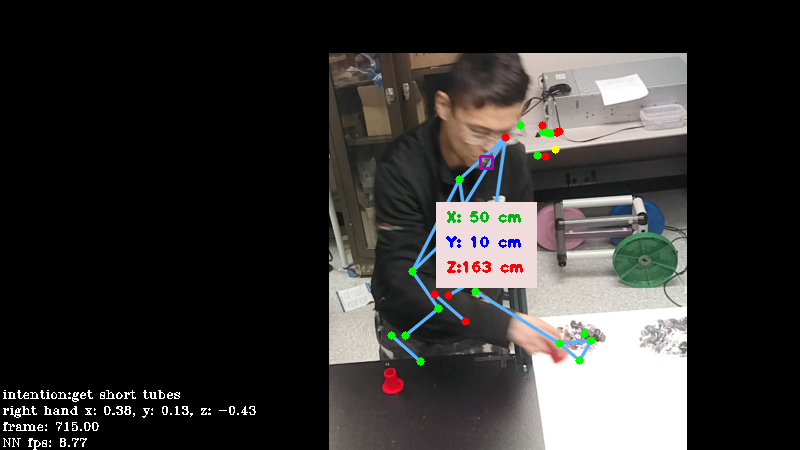 X: 50 cm
Y: 10 cm
Z:163 cm
intention:get short tubes
right hand x: 0.38, y: 0.13, z: −0.43
frame: 715.00
NN fps: 8.77